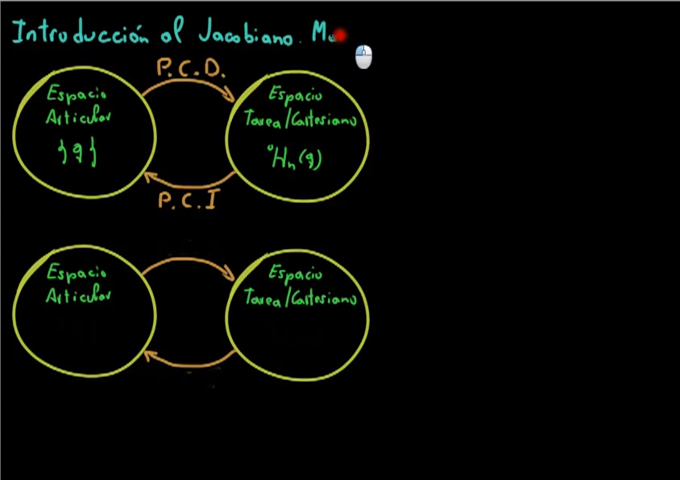 Introducción al Jacobiano. M
P.C.D.
Espacio
Articular
{q}
Espacio
Tarea/Cartesiano
⁰Hₙ(q)
P.C.I
Espacio
Articular
Espacio
Tarea/Cartesiano